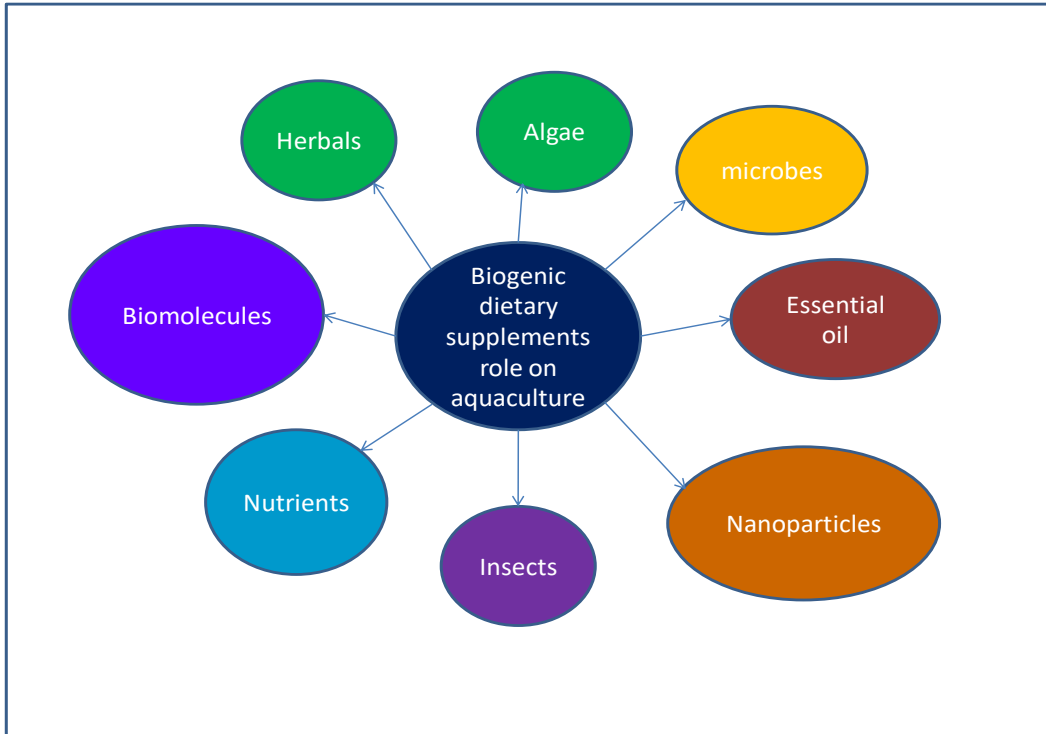 Herbals
Algae
microbes
Biomolecules
Biogenic
dietary
supplements
role on
aquaculture
Essential
oil
Nutrients
Insects
Nanoparticles